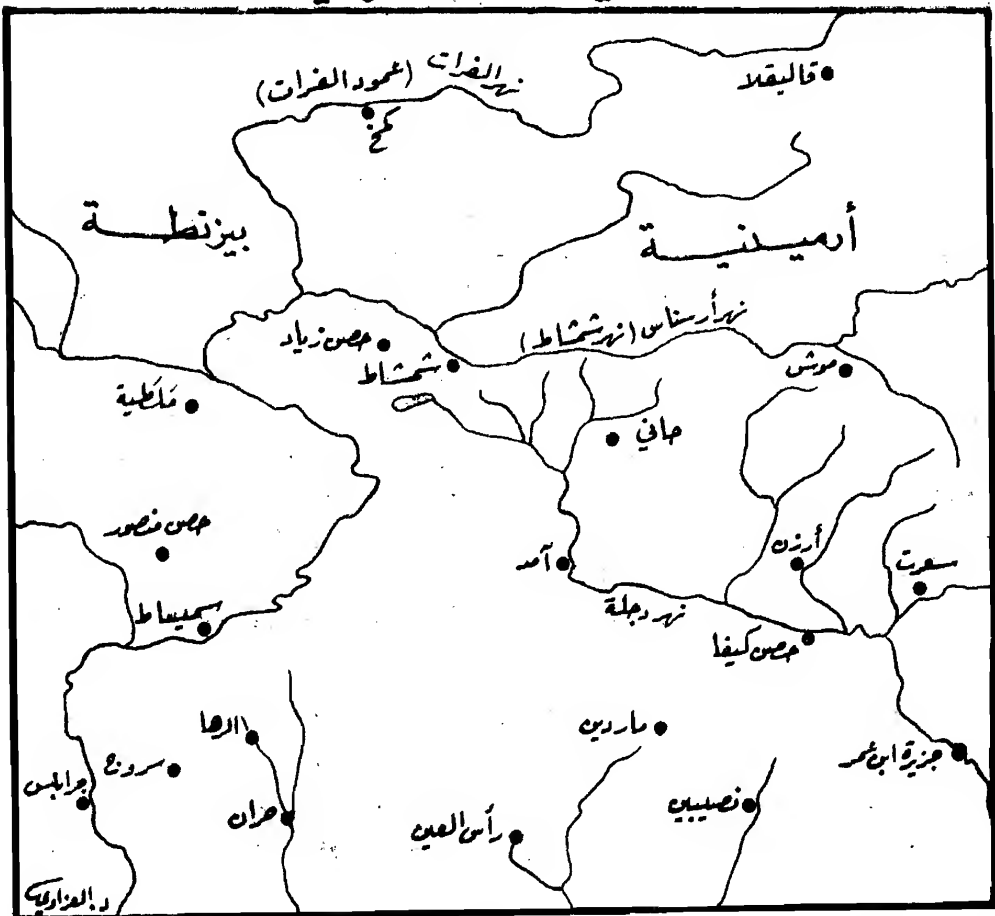 قاليقلا
نهر الفرات (عمود الفرات)
كمخ
بيزنطة
أرمينية
نهر أرسناس (نهر شمشاط)
حصن زياد
شمشاط
موش
ملطية
حاني
حصن منصور
آمد
أرزن
سعرت
سميساط
نهر دجلة
حصن كيفا
الرها
ماردين
جزيرة ابن عمر
سروج
جرابلس
حران
رأس العين
نصيبين
د. العزاوي